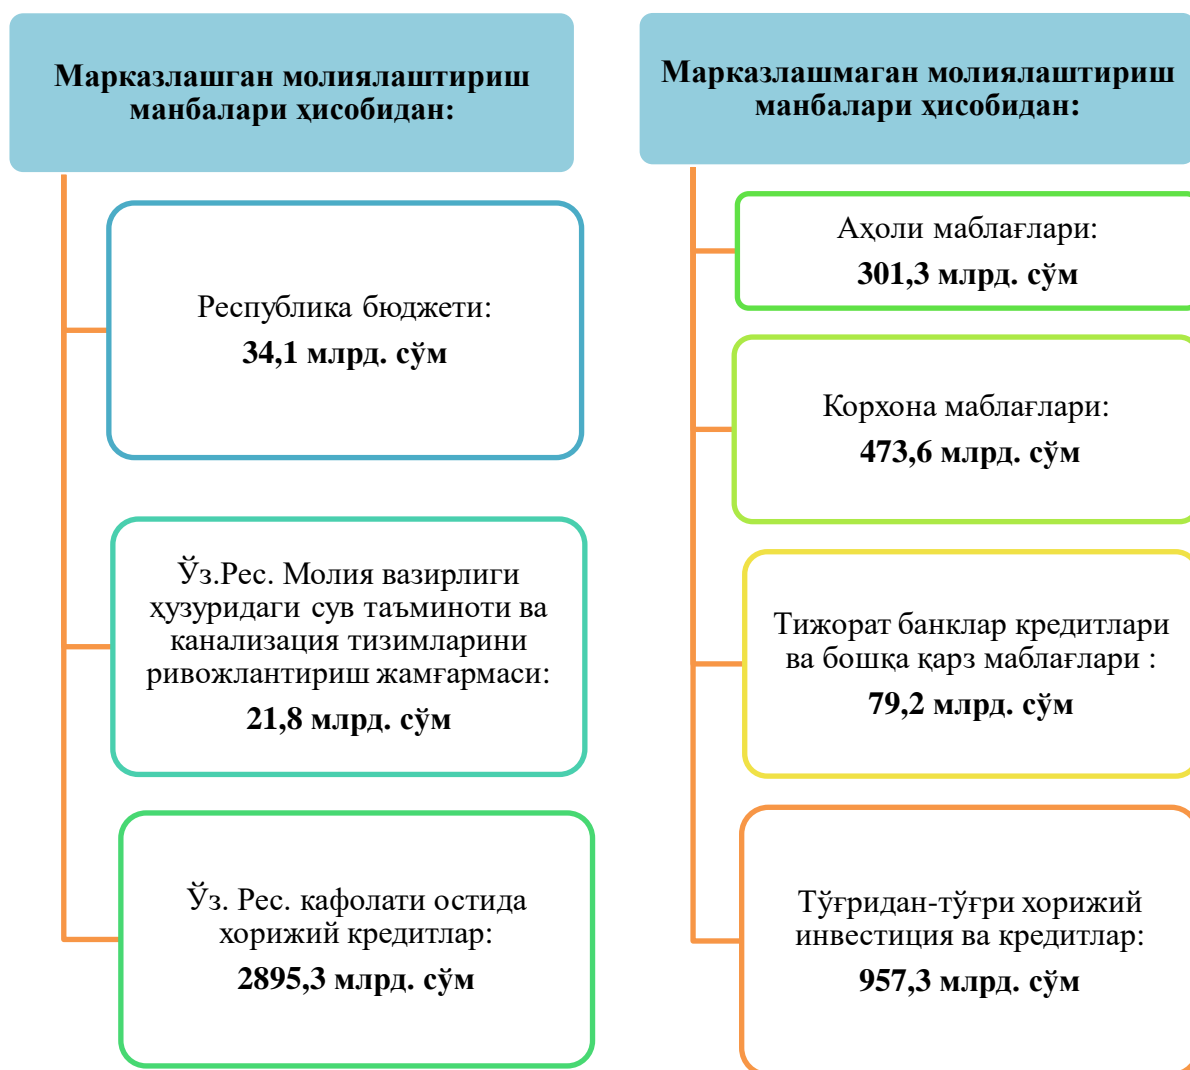 Марказлашган молиялаштириш
манбалари ҳисобидан:
Республика бюджети:
34,1 млрд. сўм
Ўз.Рес. Молия вазирлиги
ҳузуридаги сув таъминоти ва
канализация тизимларини
ривожлантириш жамғармаси:
21,8 млрд. сўм
Ўз. Рес. кафолати остида
хорижий кредитлар:
2895,3 млрд. сўм
Марказлашмаган молиялаштириш
манбалари ҳисобидан:
Аҳоли маблағлари:
301,3 млрд. сўм
Корхона маблағлари:
473,6 млрд. сўм
Тижорат банклар кредитлари
ва бошқа қарз маблағлари :
79,2 млрд. сўм
Тўғридан-тўғри хорижий
инвестиция ва кредитлар:
957,3 млрд. сўм